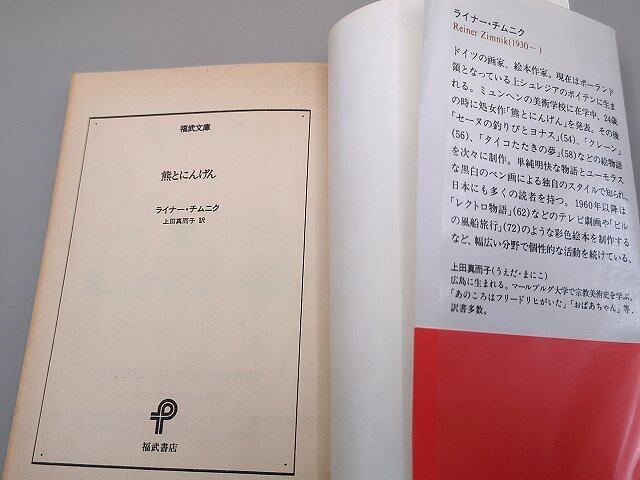 福武文庫
熊とにんげん
ライナー・チムニク
上田真而子 訳
福武書店
ライナー・チムニク
Reiner Zimnik(1930— )
ドイツの画家、絵本作家。現在はポーランド
領となっている上シュレジアのボイテンに生ま
れる。ミュンヘンの美術学校に在学中、24歳
の時に処女作「熊とにんげん」を発表。その後
「セーヌの釣りびとヨナス」(54)、「クレーン」
(56)、「タイコたたきの夢」(58)などの絵物語
を次々に制作。単純明快な物語とユーモラス
な黒白のペン画による独自のスタイルで知られ、
日本にも多くの読者を持つ。1960年以降は
「レクトロ物語」(62)などのテレビ劇画や「ビル
の風船旅行」(72)のような彩色絵本を制作する
など、幅広い分野で個性的な活動を続けている。
上田真而子(うえだ・まにこ)
広島に生まれる。マールブルグ大学で宗教美術史を学ぶ。
「あのころはフリードリヒがいた」「おばあちゃん」等、
訳書多数。